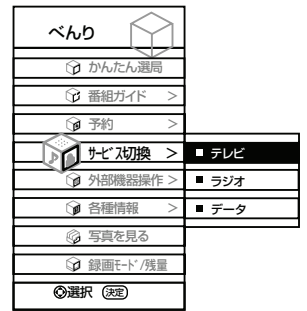 べんり
かんたん選局
番組ガイド >
予約 >
サービス切換 >
■ テレビ
■ ラジオ
■ データ
外部機器操作 >
各種情報 >
写真を見る
録画モード/残量
選択 決定